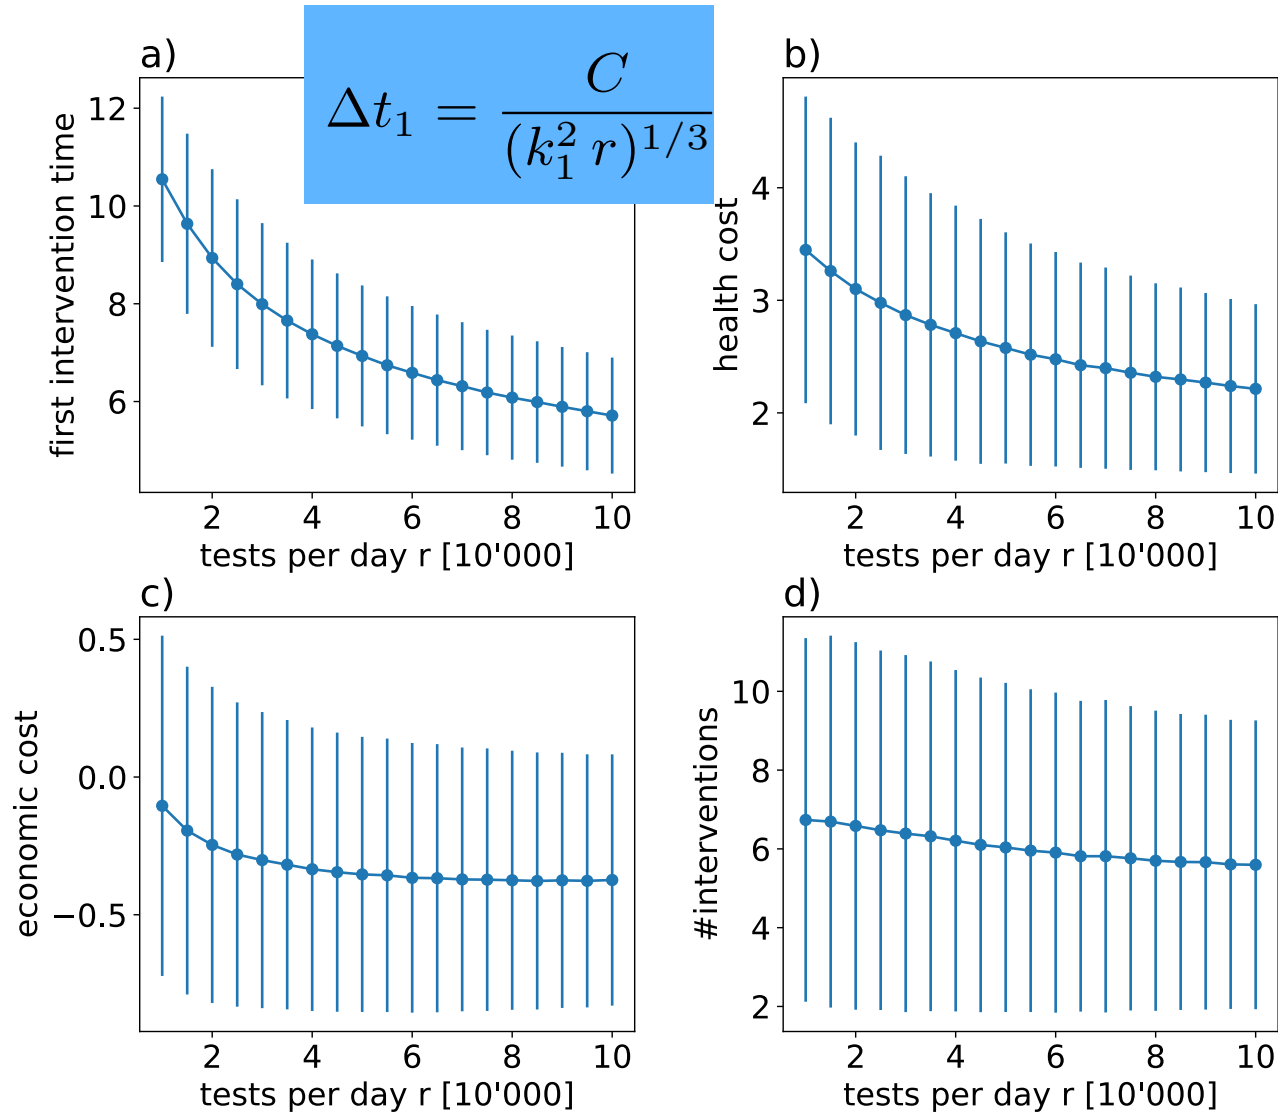 a)
Δt₁ = C / (k₁² r)^{1/3}
12
10
8
6
first intervention time
2 4 6 8 10
tests per day r [10'000]
b)
4
3
2
health cost
2 4 6 8 10
tests per day r [10'000]
c)
0.5
0.0
−0.5
economic cost
2 4 6 8 10
tests per day r [10'000]
d)
10
8
6
4
2
#interventions
2 4 6 8 10
tests per day r [10'000]